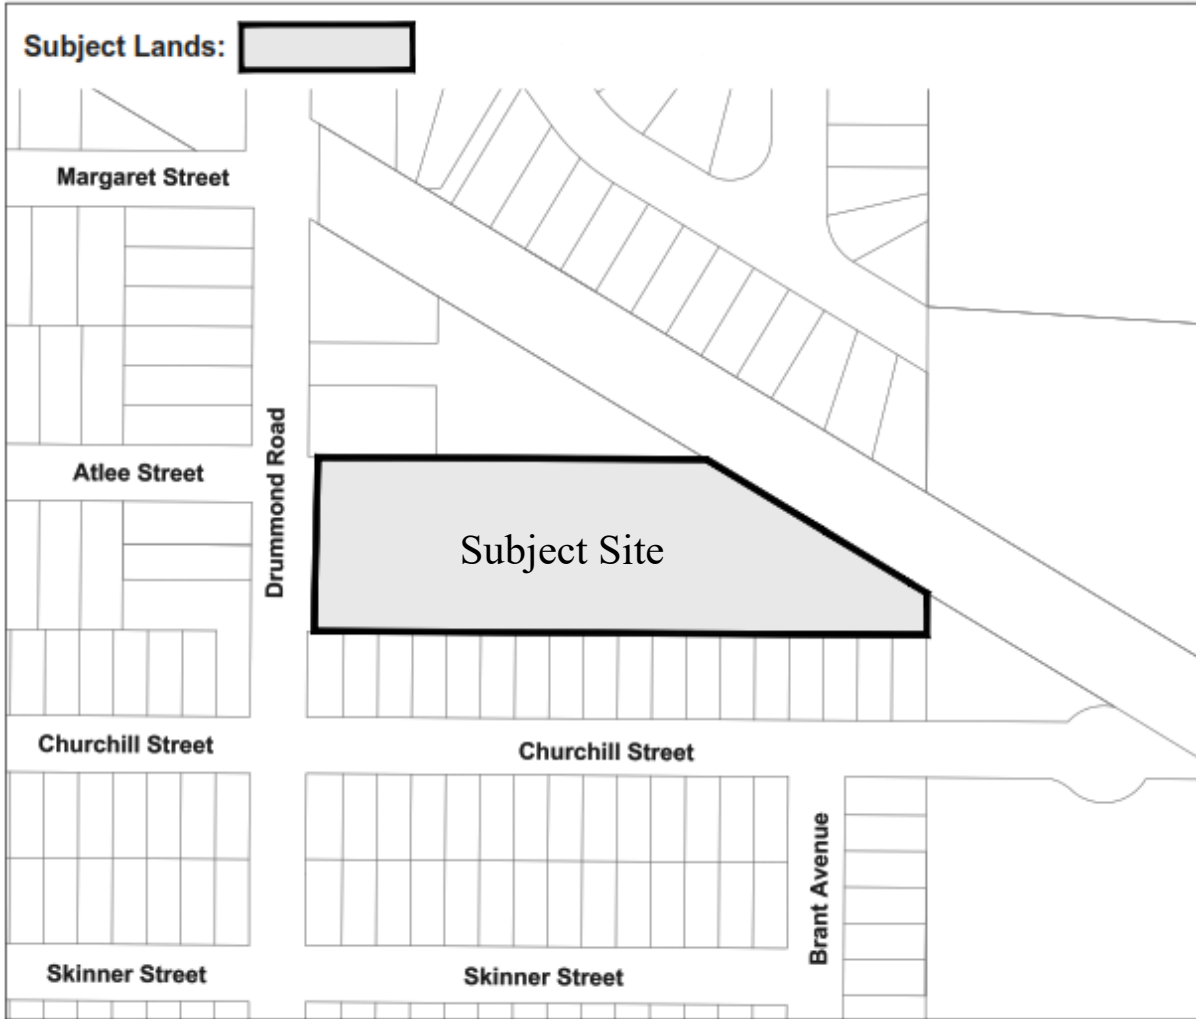 Subject Lands:
Margaret Street
Drummond Road
Atlee Street
Subject Site
Churchill Street
Churchill Street
Brant Avenue
Skinner Street
Skinner Street